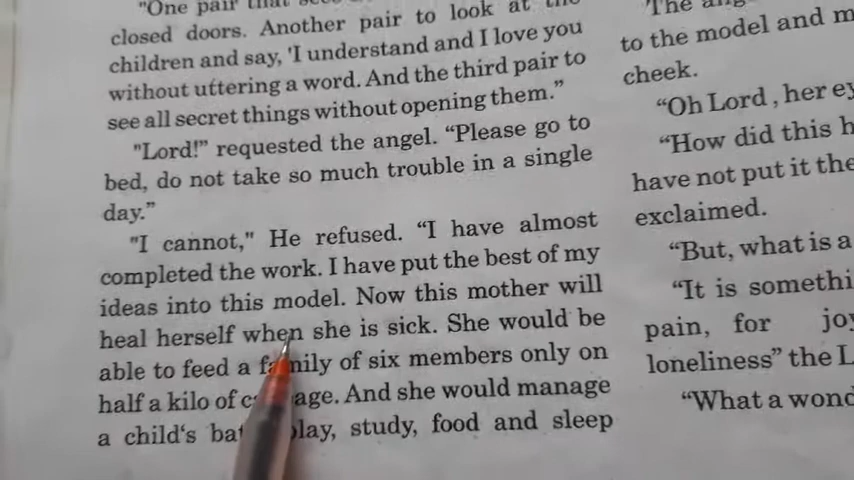 "One pair that
closed doors. Another pair to look at the
children and say, 'I understand and I love you
without uttering a word. And the third pair to
see all secret things without opening them.”
"Lord!” requested the angel. “Please go to
bed, do not take so much trouble in a single
day.”
"I cannot," He refused. “I have almost
completed the work. I have put the best of my
ideas into this model. Now this mother will
heal herself when she is sick. She would be
able to feed a family of six members only on
half a kilo of
And she would manage
a child's play, study, food and sleep
The
to the model and
cheek.
“Oh Lord , her
“How did this
have not put it
exclaimed.
“But, what is a
“It is
pain, for
loneliness” the
“What a